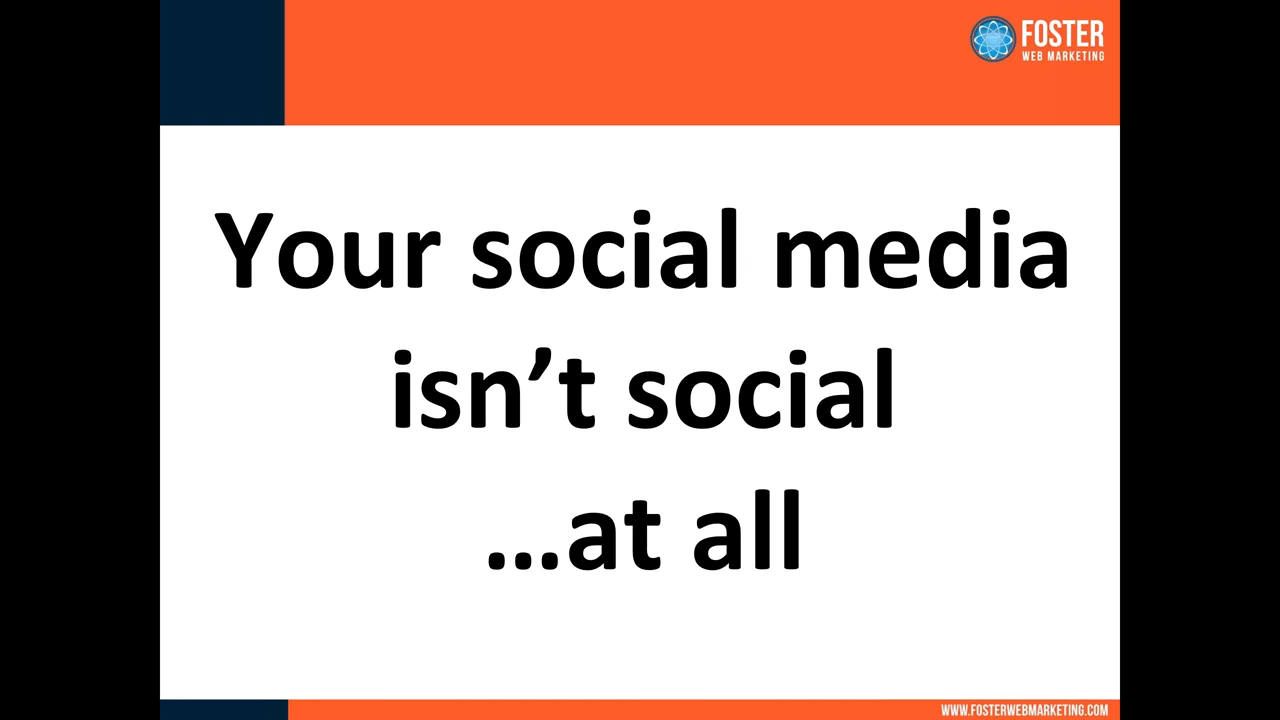 FOSTER
WEB MARKETING
Your social media
isn’t social
...at all
WWW.FOSTERWEBMARKETING.COM